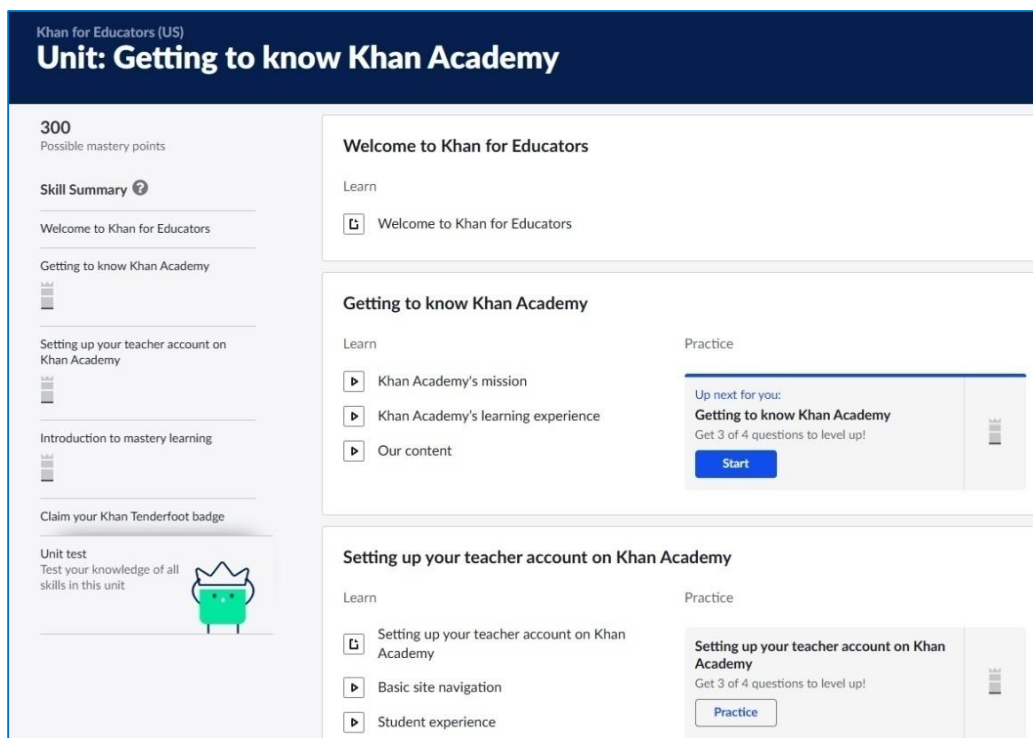 Khan for Educators (US)
Unit: Getting to know Khan Academy
300
Possible mastery points
Skill Summary ?
Welcome to Khan for Educators
Getting to know Khan Academy
Setting up your teacher account on
Khan Academy
Introduction to mastery learning
Claim your Khan Tenderfoot badge
Unit test
Test your knowledge of all
skills in this unit
Welcome to Khan for Educators
Learn
Welcome to Khan for Educators
Getting to know Khan Academy
Learn
Khan Academy's mission
Khan Academy's learning experience
Our content
Practice
Up next for you:
Getting to know Khan Academy
Get 3 of 4 questions to level up!
Start
Setting up your teacher account on Khan Academy
Learn
Setting up your teacher account on Khan
Academy
Basic site navigation
Student experience
Practice
Setting up your teacher account on Khan
Academy
Get 3 of 4 questions to level up!
Practice